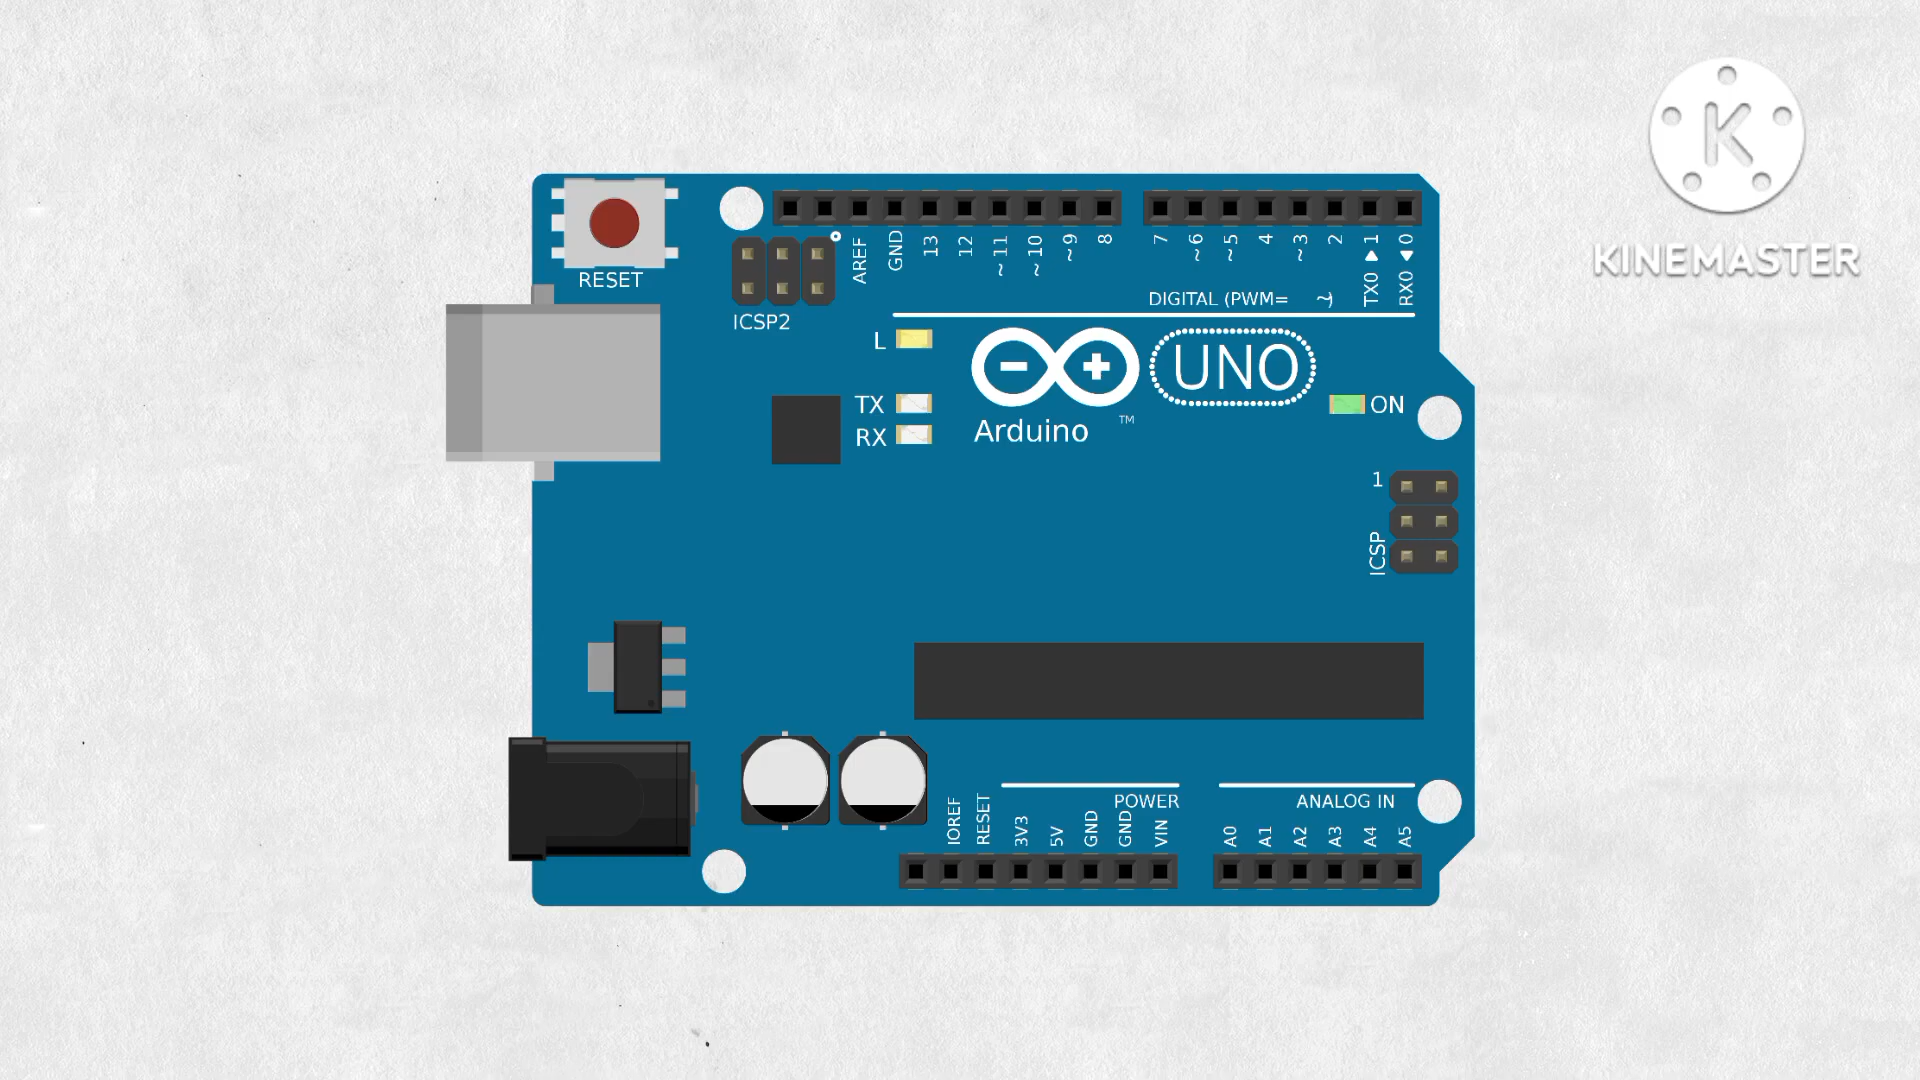 RESET
ICSP2
AREF
GND
13
12
~11
~10
~9
8
7
~6
~5
4
~3
2
TX0 ▶ 1
RX0 ◀ 0
DIGITAL (PWM= ~)
L
TX
RX
UNO
Arduino
TM
ON
1
ICSP
IOREF
RESET
3V3
5V
GND
GND
VIN
POWER
ANALOG IN
A0
A1
A2
A3
A4
A5
K
KINEMASTER